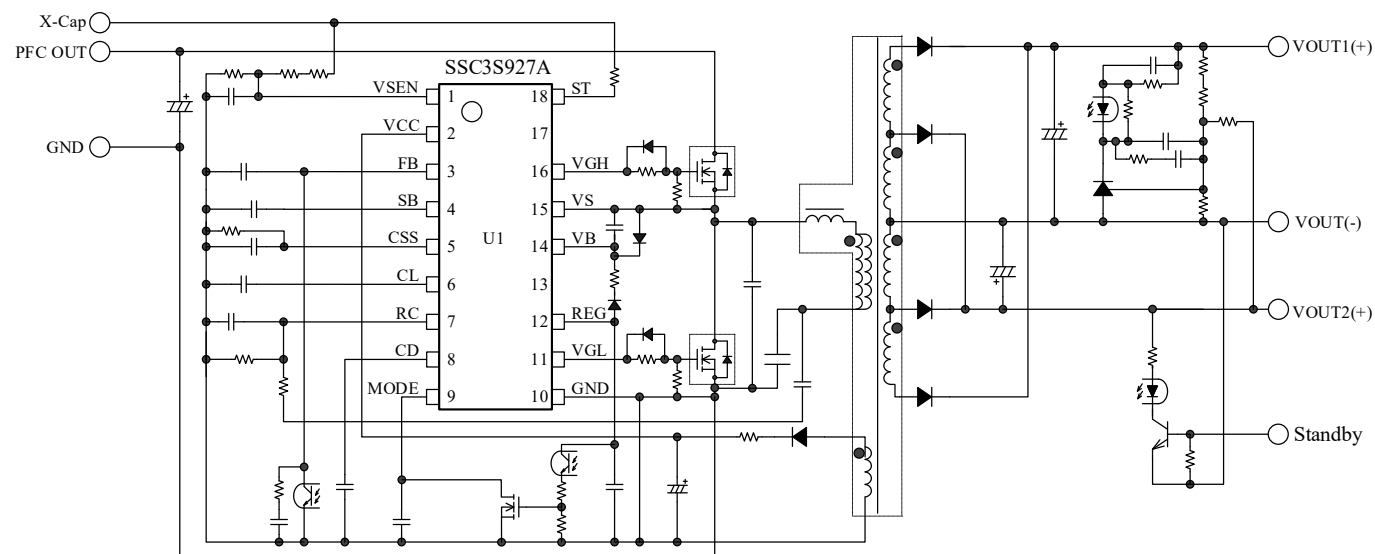 X-Cap
PFC OUT
GND
SSC3S927A
VSEN 1 18 ST
VCC 2 17
FB 3 16 VGH
SB 4 15 VS
CSS 5 14 VB
U1
CL 6 13
RC 7 12 REG
CD 8 11 VGL
MODE 9 10 GND
VOUT1(+)
VOUT(-)
VOUT2(+)
Standby